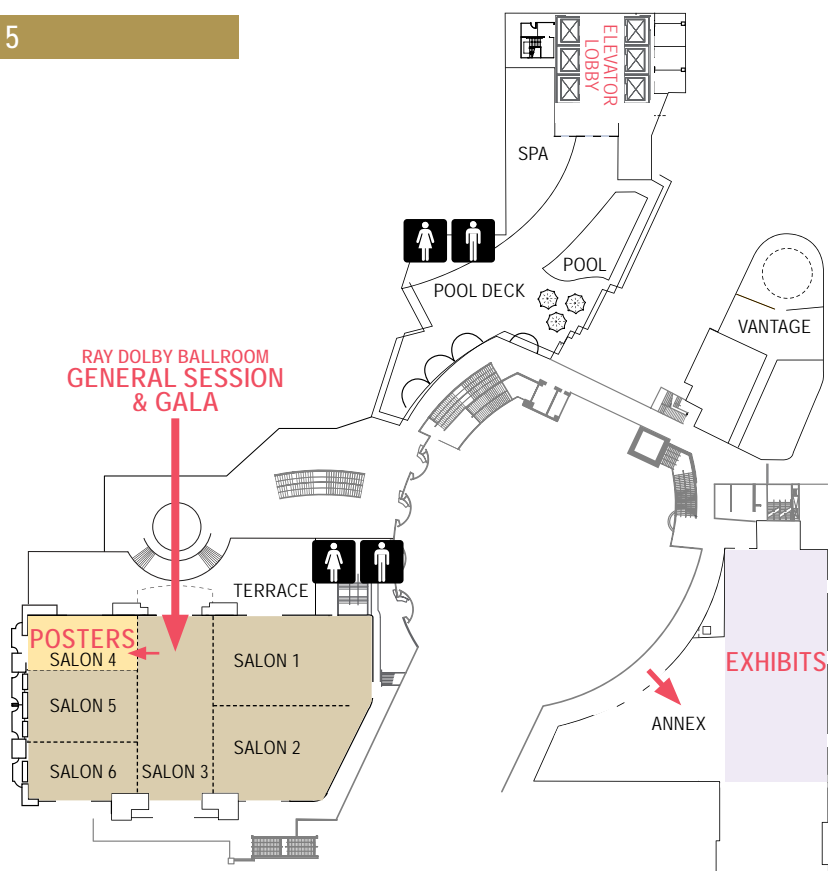 5
ELEVATOR
LOBBY
SPA
POOL
POOL DECK
VANTAGE
RAY DOLBY BALLROOM
GENERAL SESSION
& GALA
TERRACE
POSTERS
SALON 4
SALON 1
EXHIBITS
SALON 5
ANNEX
SALON 2
SALON 6
SALON 3